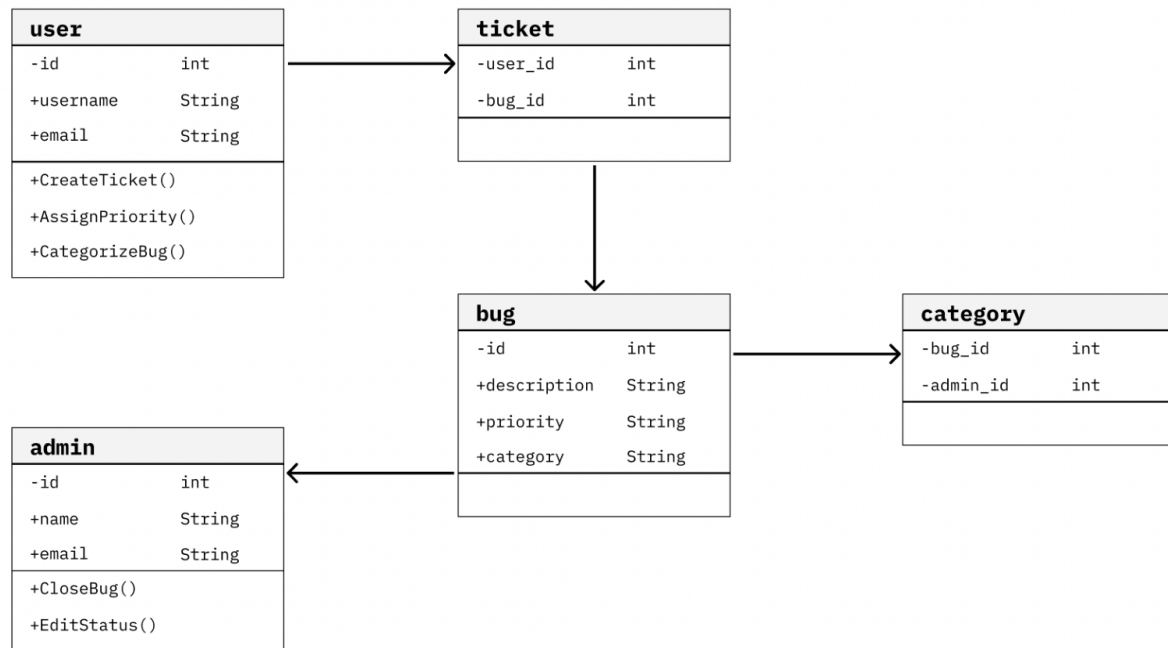 user
-id int
+username String
+email String
+CreateTicket()
+AssignPriority()
+CategorizeBug()
ticket
-user_id int
-bug_id int
bug
-id int
+description String
+priority String
+category String
category
-bug_id int
-admin_id int
admin
-id int
+name String
+email String
+CloseBug()
+EditStatus()